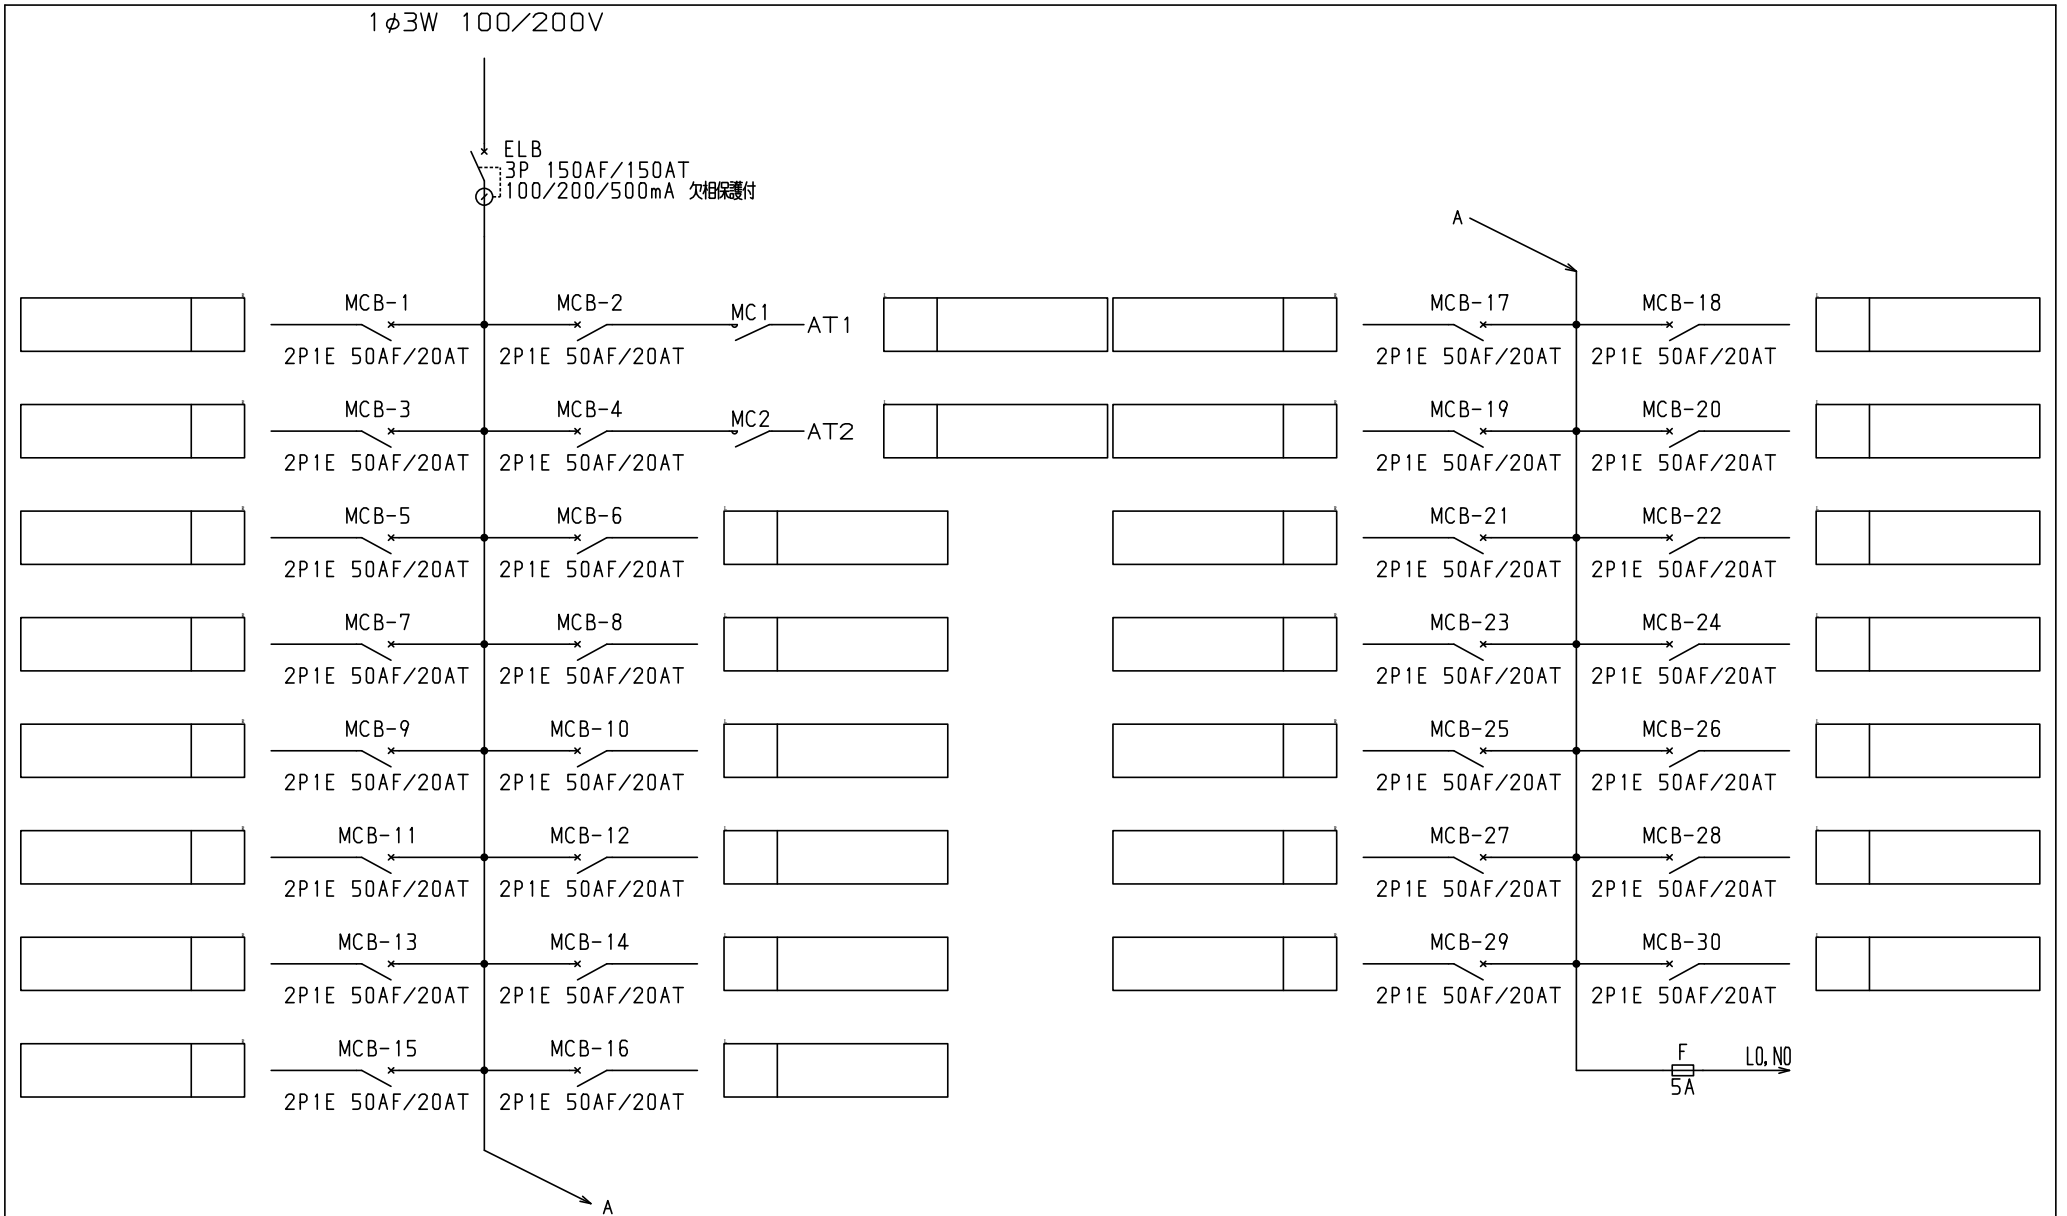 1φ3W 100/200V
ELB
3P 150AF/150AT
100/200/500mA 欠相保護付
MCB-1
2P1E 50AF/20AT
MCB-2
2P1E 50AF/20AT
MC1
AT1
MCB-3
2P1E 50AF/20AT
MCB-4
2P1E 50AF/20AT
MC2
AT2
MCB-5
2P1E 50AF/20AT
MCB-6
2P1E 50AF/20AT
MCB-7
2P1E 50AF/20AT
MCB-8
2P1E 50AF/20AT
MCB-9
2P1E 50AF/20AT
MCB-10
2P1E 50AF/20AT
MCB-11
2P1E 50AF/20AT
MCB-12
2P1E 50AF/20AT
MCB-13
2P1E 50AF/20AT
MCB-14
2P1E 50AF/20AT
MCB-15
2P1E 50AF/20AT
MCB-16
2P1E 50AF/20AT
A
A
MCB-17
2P1E 50AF/20AT
MCB-18
2P1E 50AF/20AT
MCB-19
2P1E 50AF/20AT
MCB-20
2P1E 50AF/20AT
MCB-21
2P1E 50AF/20AT
MCB-22
2P1E 50AF/20AT
MCB-23
2P1E 50AF/20AT
MCB-24
2P1E 50AF/20AT
MCB-25
2P1E 50AF/20AT
MCB-26
2P1E 50AF/20AT
MCB-27
2P1E 50AF/20AT
MCB-28
2P1E 50AF/20AT
MCB-29
2P1E 50AF/20AT
MCB-30
2P1E 50AF/20AT
F
5A
L0,N0